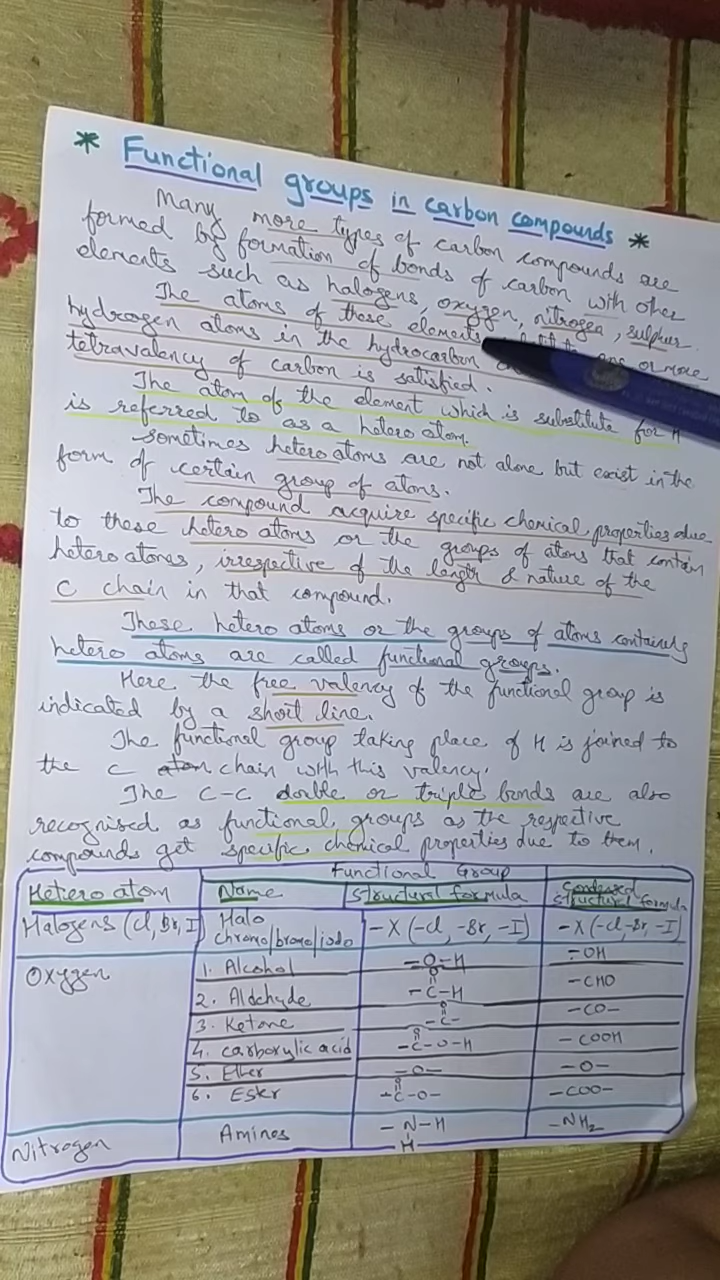 * Functional groups in carbon compounds *
Many more types of carbon compounds are
formed by formation of bonds of carbon with other
elements such as halogens, oxygen, nitrogen, sulphur.
The atoms of these elements or more
hydrogen atoms in the hydrocarbon
tetravalency of carbon is satisfied.
The atom of the element which is substitute for H
is referred to as a hetero atom.
Sometimes hetero atoms are not alone but exist in the
form of certain group of atoms.
The compound acquire specific chemical properties due
to these hetero atoms or the groups of atoms that contain
hetero atoms, irrespective of the length & nature of the
C chain in that compound.
These hetero atoms or the groups of atoms containing
hetero atoms are called functional groups.
Here the free valency of the functional group is
indicated by a short line.
The functional group taking place of H is joined to
the C chain with this valency.
The C-C double or triple bonds are also
recognised as functional groups as the respective
compounds get specific chemical properties due to them.
Functional Group
Hetero atom Name Structural formula Condensed structural formula
Halogens (Cl, Br, I) Halo chromo/bromo/iodo -X (-Cl, -Br, -I) -X (-Cl -Br, -I)
Oxygen 1. Alcohol -O-H -OH
2. Aldehyde O -C-H -CHO
3. Ketone O -C- -CO-
4. Carboxylic acid O -C-O-H -COOH
5. Ether -O- -O-
6. Ester O -C-O- -COO-
Nitrogen Amines -N-H H -NH2